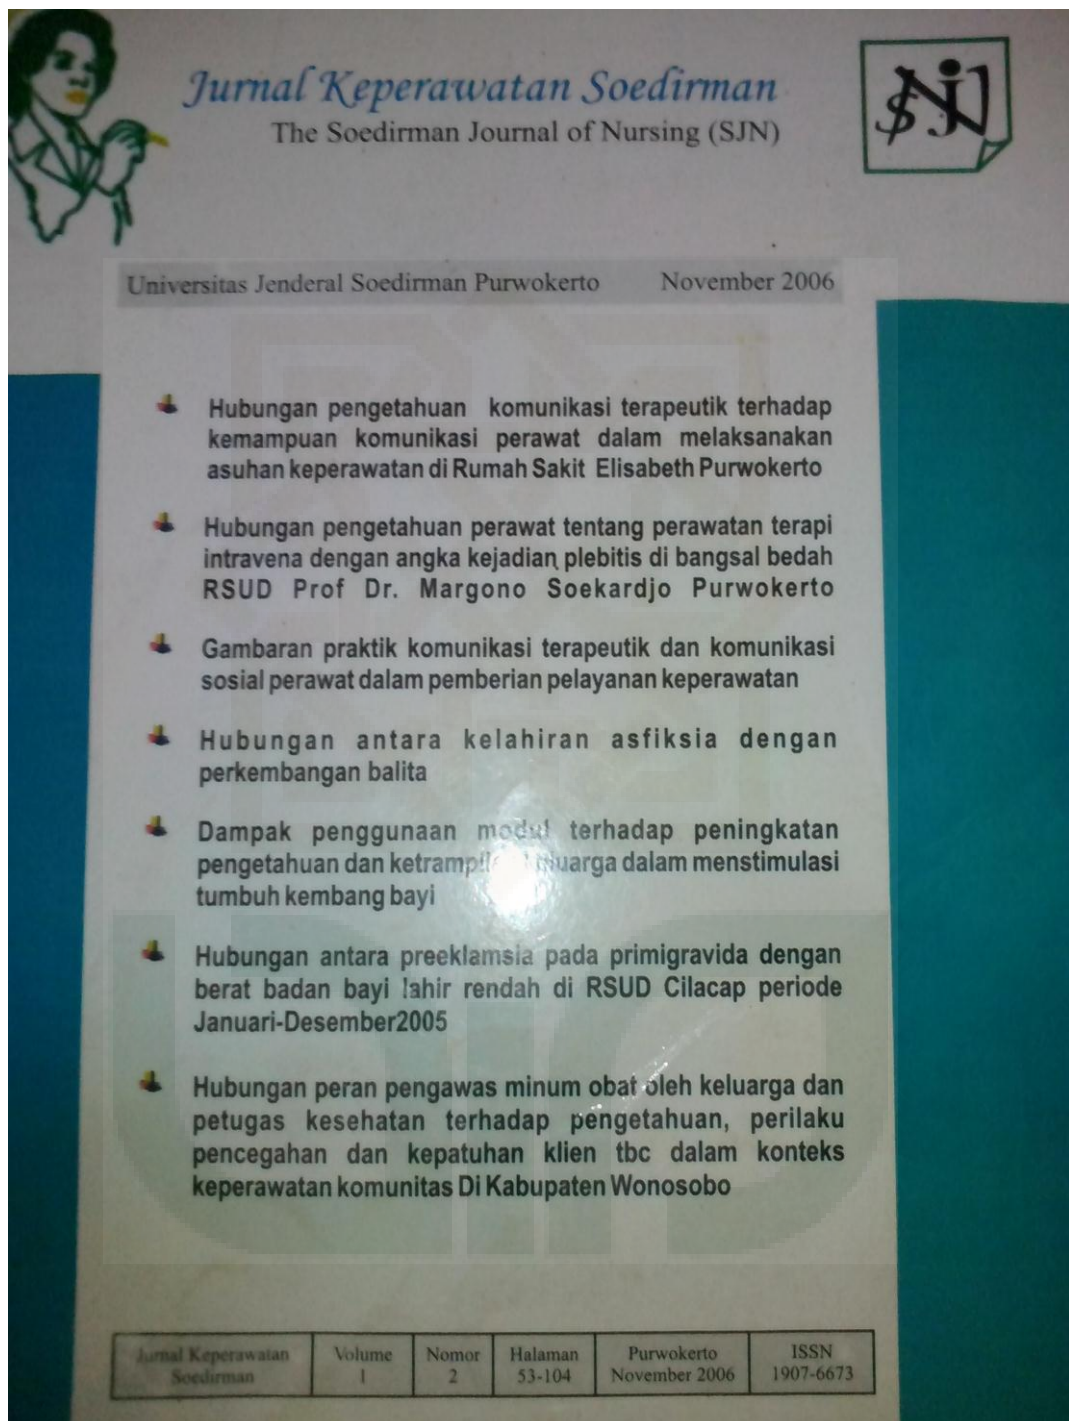 Jurnal Keperawatan Soedirman
The Soedirman Journal of Nursing (SJN)
SJN
Universitas Jenderal Soedirman Purwokerto November 2006
Hubungan pengetahuan komunikasi terapeutik terhadap
kemampuan komunikasi perawat dalam melaksanakan
asuhan keperawatan di Rumah Sakit Elisabeth Purwokerto
Hubungan pengetahuan perawat tentang perawatan terapi
intravena dengan angka kejadian plebitis di bangsal bedah
RSUD Prof Dr. Margono Soekardjo Purwokerto
Gambaran praktik komunikasi terapeutik dan komunikasi
sosial perawat dalam pemberian pelayanan keperawatan
Hubungan antara kelahiran asfiksia dengan
perkembangan balita
Dampak penggunaan modul terhadap peningkatan
pengetahuan dan dalam menstimulasi
tumbuh kembang bayi
Hubungan antara preeklamsia pada primigravida dengan
berat badan bayi lahir rendah di RSUD Cilacap periode
Januari-Desember2005
Hubungan peran pengawas minum obat oleh keluarga dan
petugas kesehatan terhadap pengetahuan, perilaku
pencegahan dan kepatuhan klien tbc dalam konteks
keperawatan komunitas Di Kabupaten Wonosobo
Jurnal Keperawatan Volume Nomor Halaman Purwokerto ISSN
Soedirman 1 2 53-104 November 2006 1907-6673